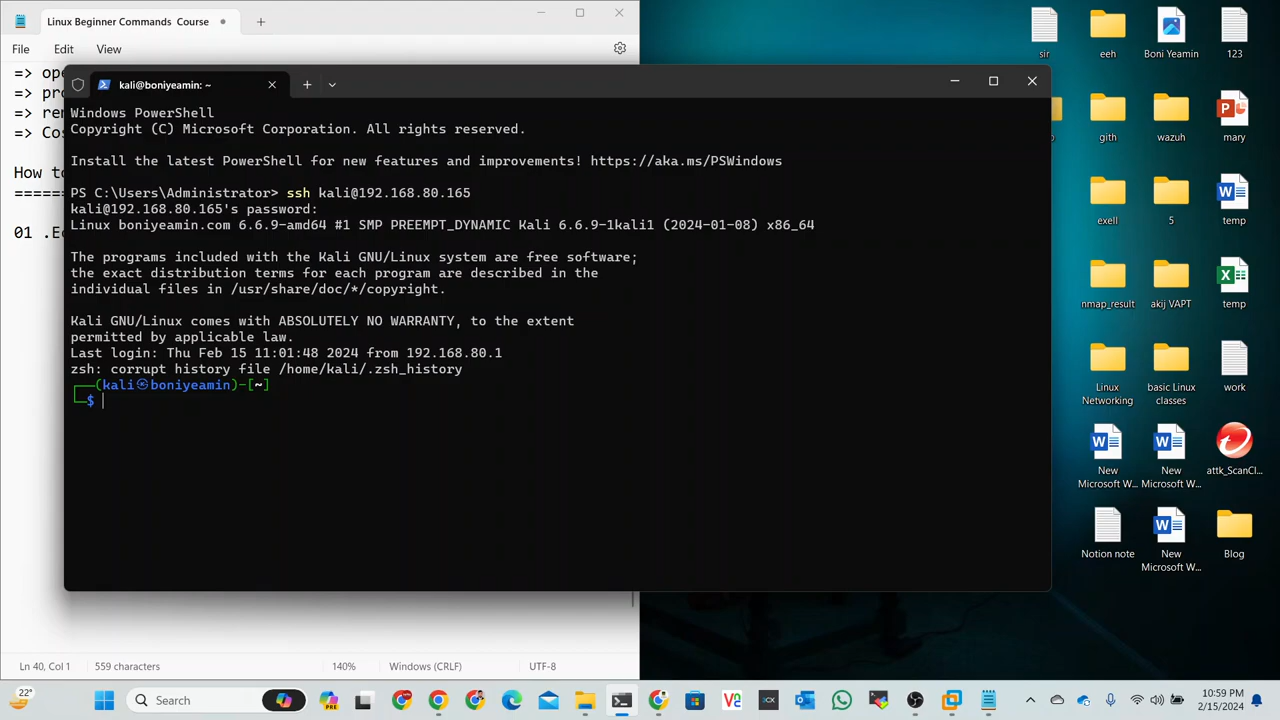 Linux Beginner Commands  Course
File Edit View
=> op
=> pro
=> ren
=> Cos
How to
01 .E
kali@boniyeamin: ~
Windows PowerShell
Copyright (C) Microsoft Corporation. All rights reserved.
Install the latest PowerShell for new features and improvements! https://aka.ms/PSWindows
PS C:\Users\Administrator> ssh kali@192.168.80.165
kali@192.168.80.165's password:
Linux boniyeamin.com 6.6.9-amd64 #1 SMP PREEMPT_DYNAMIC Kali 6.6.9-1kali1 (2024-01-08) x86_64
The programs included with the Kali GNU/Linux system are free software;
the exact distribution terms for each program are described in the
individual files in /usr/share/doc/*/copyright.
Kali GNU/Linux comes with ABSOLUTELY NO WARRANTY, to the extent
permitted by applicable law.
Last login: Thu Feb 15 11:01:48 2024 from 192.168.80.1
zsh: corrupt history file /home/kali/.zsh_history
┌──(kali㉿boniyeamin)-[~]
└─$
Ln 40, Col 1 559 characters 140% Windows (CRLF) UTF-8
sir eeh Boni Yeamin 123
gith wazuh mary
exell 5 temp
nmap_result akij VAPT temp
Linux Networking basic Linux classes work
New Microsoft W... New Microsoft W... attk_ScanCl...
Notion note New Microsoft W... Blog
22° Search 10:59 PM
2/15/2024